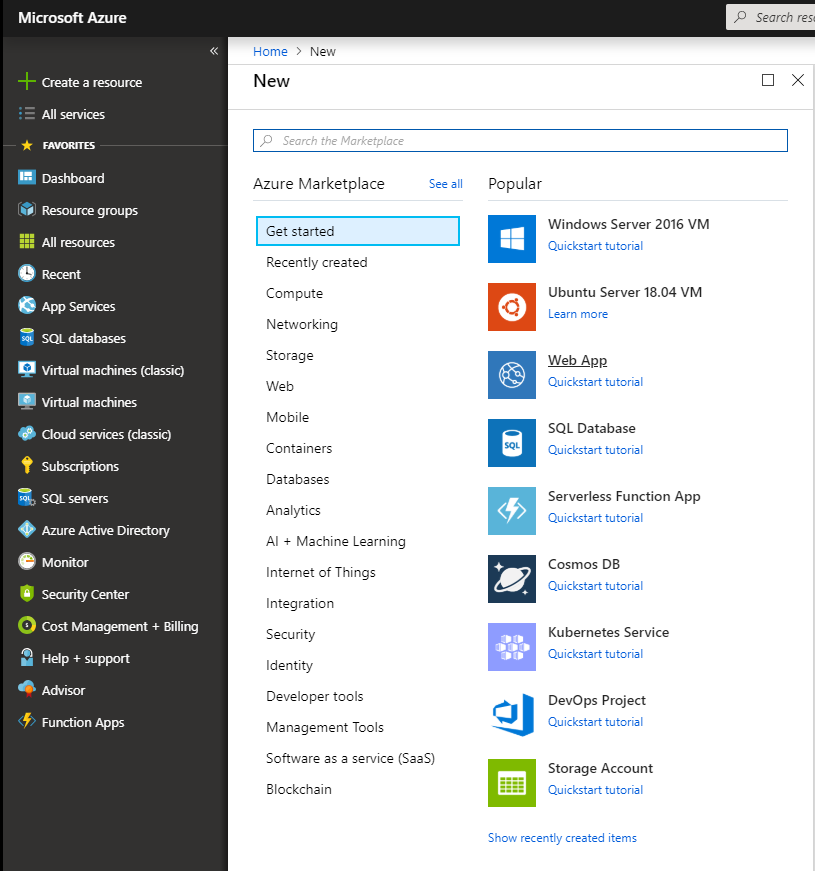 Microsoft Azure
Search res
«
Create a resource
All services
FAVORITES
Dashboard
Resource groups
All resources
Recent
App Services
SQL databases
Virtual machines (classic)
Virtual machines
Cloud services (classic)
Subscriptions
SQL servers
Azure Active Directory
Monitor
Security Center
Cost Management + Billing
Help + support
Advisor
Function Apps
Home > New
New
Search the Marketplace
Azure Marketplace See all
Get started
Recently created
Compute
Networking
Storage
Web
Mobile
Containers
Databases
Analytics
AI + Machine Learning
Internet of Things
Integration
Security
Identity
Developer tools
Management Tools
Software as a service (SaaS)
Blockchain
Popular
Windows Server 2016 VM
Quickstart tutorial
Ubuntu Server 18.04 VM
Learn more
Web App
Quickstart tutorial
SQL
SQL Database
Quickstart tutorial
Serverless Function App
Quickstart tutorial
Cosmos DB
Quickstart tutorial
Kubernetes Service
Quickstart tutorial
DevOps Project
Quickstart tutorial
Storage Account
Quickstart tutorial
Show recently created items